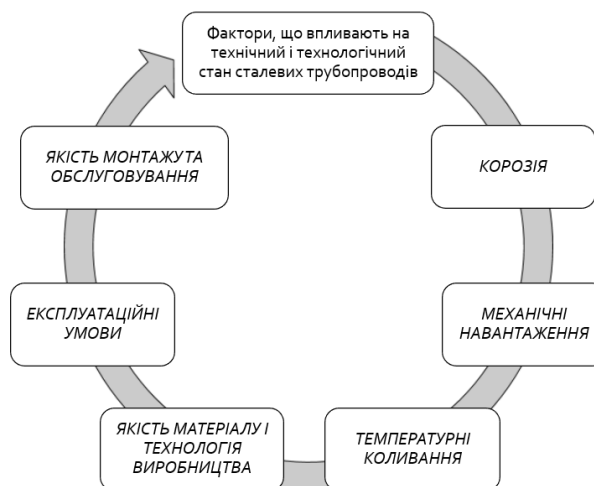 Фактори, що впливають на
технічний і технологічний
стан сталевих трубопроводів
КОРОЗІЯ
МЕХАНІЧНІ
НАВАНТАЖЕННЯ
ТЕМПЕРАТУРНІ
КОЛИВАННЯ
ЯКІСТЬ МАТЕРІАЛУ І
ТЕХНОЛОГІЯ
ВИРОБНИЦТВА
ЕКСПЛУАТАЦІЙНІ
УМОВИ
ЯКІСТЬ МОНТАЖУТА
ОБСЛУГОВУВАННЯ